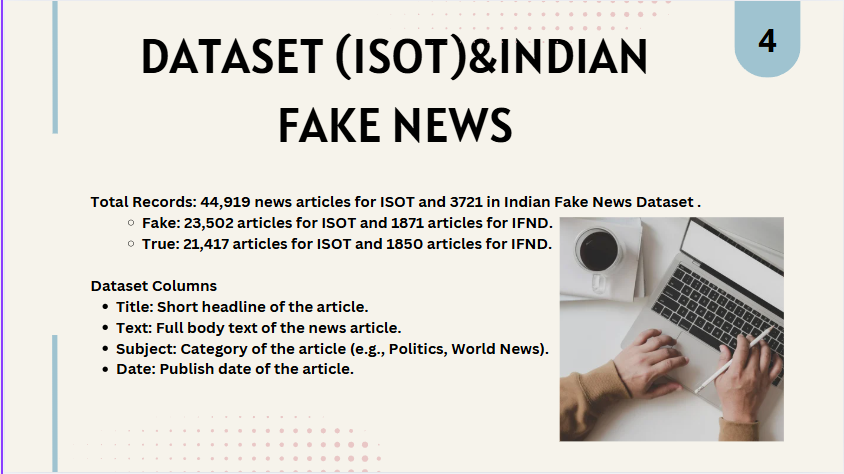 4
DATASET (ISOT)&INDIAN
FAKE NEWS
Total Records: 44,919 news articles for ISOT and 3721 in Indian Fake News Dataset .
Fake: 23,502 articles for ISOT and 1871 articles for IFND.
True: 21,417 articles for ISOT and 1850 articles for IFND.
Dataset Columns
Title: Short headline of the article.
Text: Full body text of the news article.
Subject: Category of the article (e.g., Politics, World News).
Date: Publish date of the article.